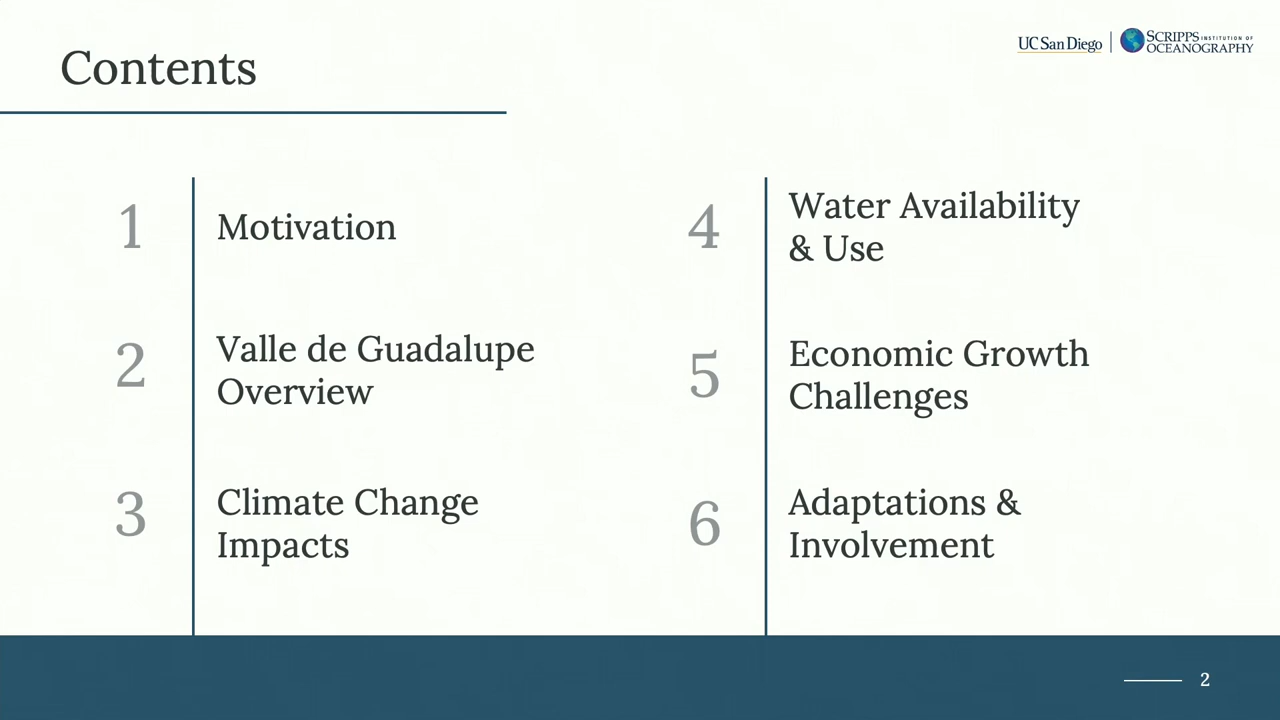 Contents
UC San Diego
SCRIPPS INSTITUTION OF
OCEANOGRAPHY
1
Motivation
2
Valle de Guadalupe
Overview
3
Climate Change
Impacts
4
Water Availability
& Use
5
Economic Growth
Challenges
6
Adaptations &
Involvement
2